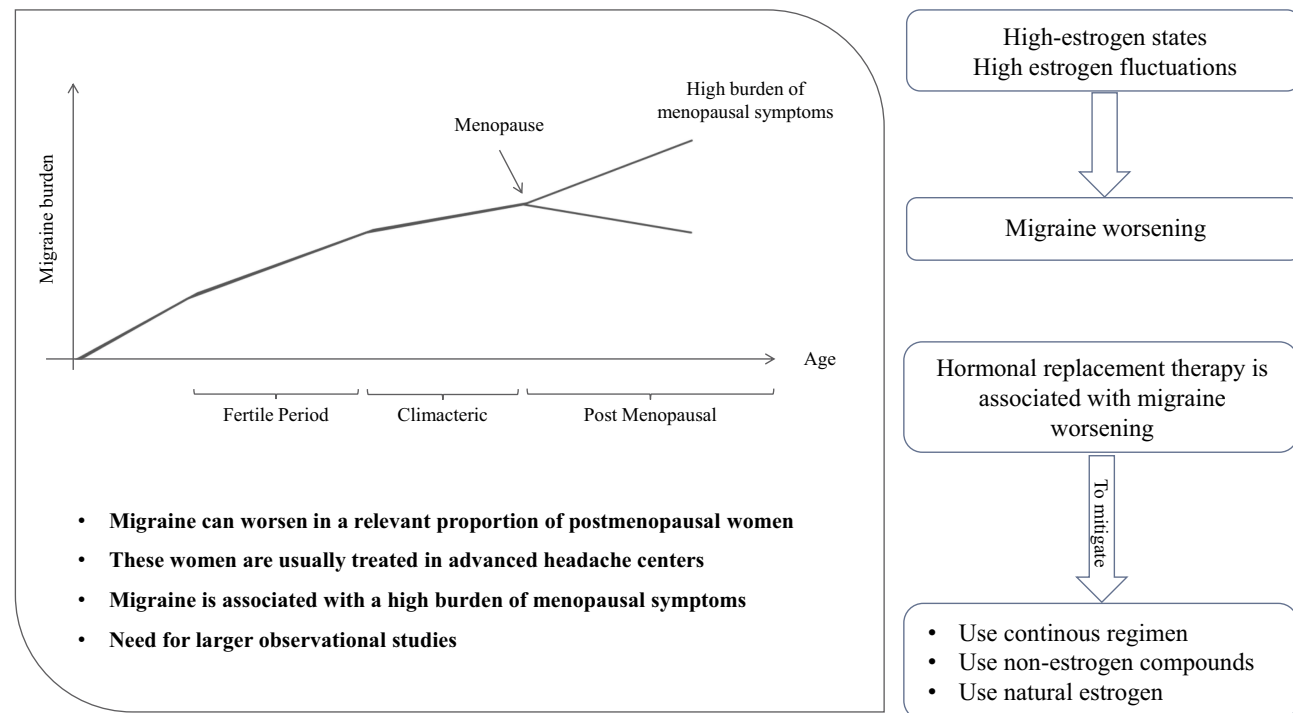 High burden of
menopausal symptoms
Menopause
Migraine burden
Age
Fertile Period
Climacteric
Post Menopausal
• Migraine can worsen in a relevant proportion of postmenopausal women
• These women are usually treated in advanced headache centers
• Migraine is associated with a high burden of menopausal symptoms
• Need for larger observational studies
High-estrogen states
High estrogen fluctuations
Migraine worsening
Hormonal replacement therapy is
associated with migraine
worsening
To mitigate
• Use continous regimen
• Use non-estrogen compounds
• Use natural estrogen